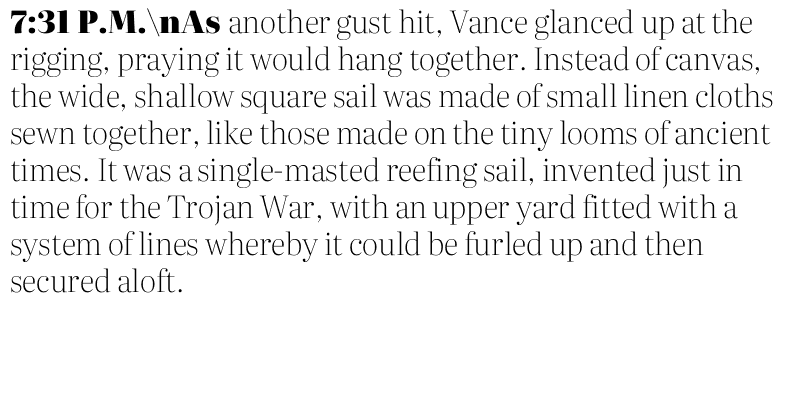 7:31 P.M.\nAs another gust hit, Vance glanced up at the
rigging, praying it would hang together. Instead of canvas,
the wide, shallow square sail was made of small linen cloths
sewn together, like those made on the tiny looms of ancient
times. It was a single-masted reefing sail, invented just in
time for the Trojan War, with an upper yard fitted with a
system of lines whereby it could be furled up and then
secured aloft.